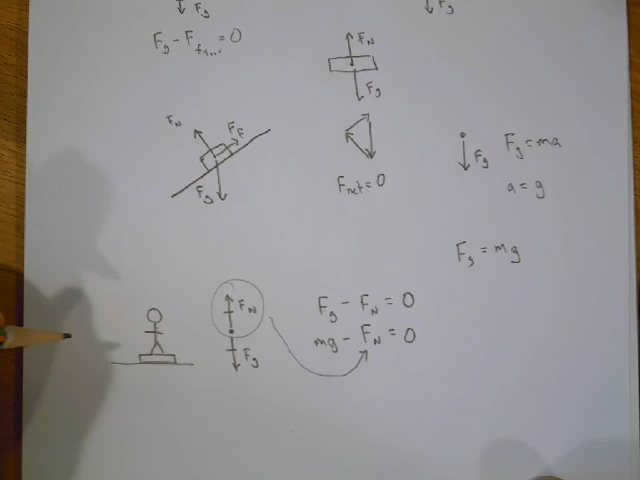 Fg
Fg
Fg - F = 0
FN
Fg
FN
Ff
Fg
Fnet = 0
Fg
Fg = ma
a = g
Fg = mg
FN
Fg
Fg - FN = 0
mg - FN = 0